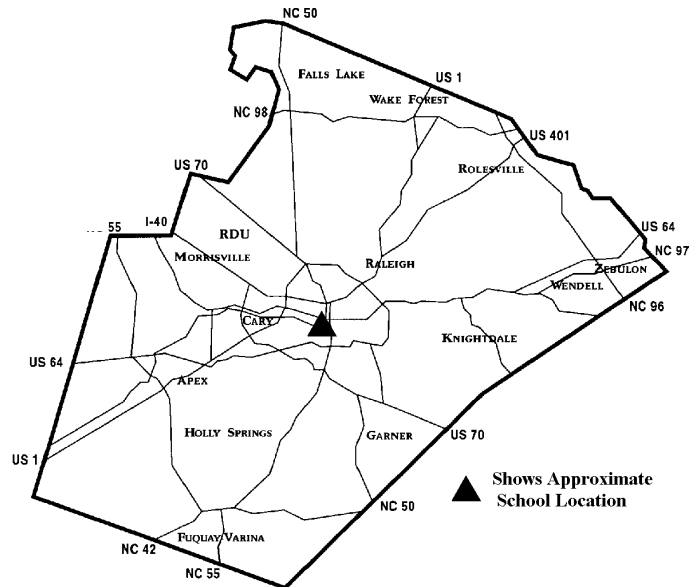 NC 50
FALLS LAKE
US 1
WAKE FOREST
NC 98
US 401
ROLESVILLE
US 70
55
I-40
RDU
MORRISVILLE
RALEIGH
US 64
NC 97
ZEBULON
WENDELL
NC 96
CARY
KNIGHTDALE
US 64
APEX
HOLLY SPRINGS
GARNER
US 70
US 1
Shows Approximate
School Location
NC 50
FUQUAY-VARINA
NC 42
NC 55